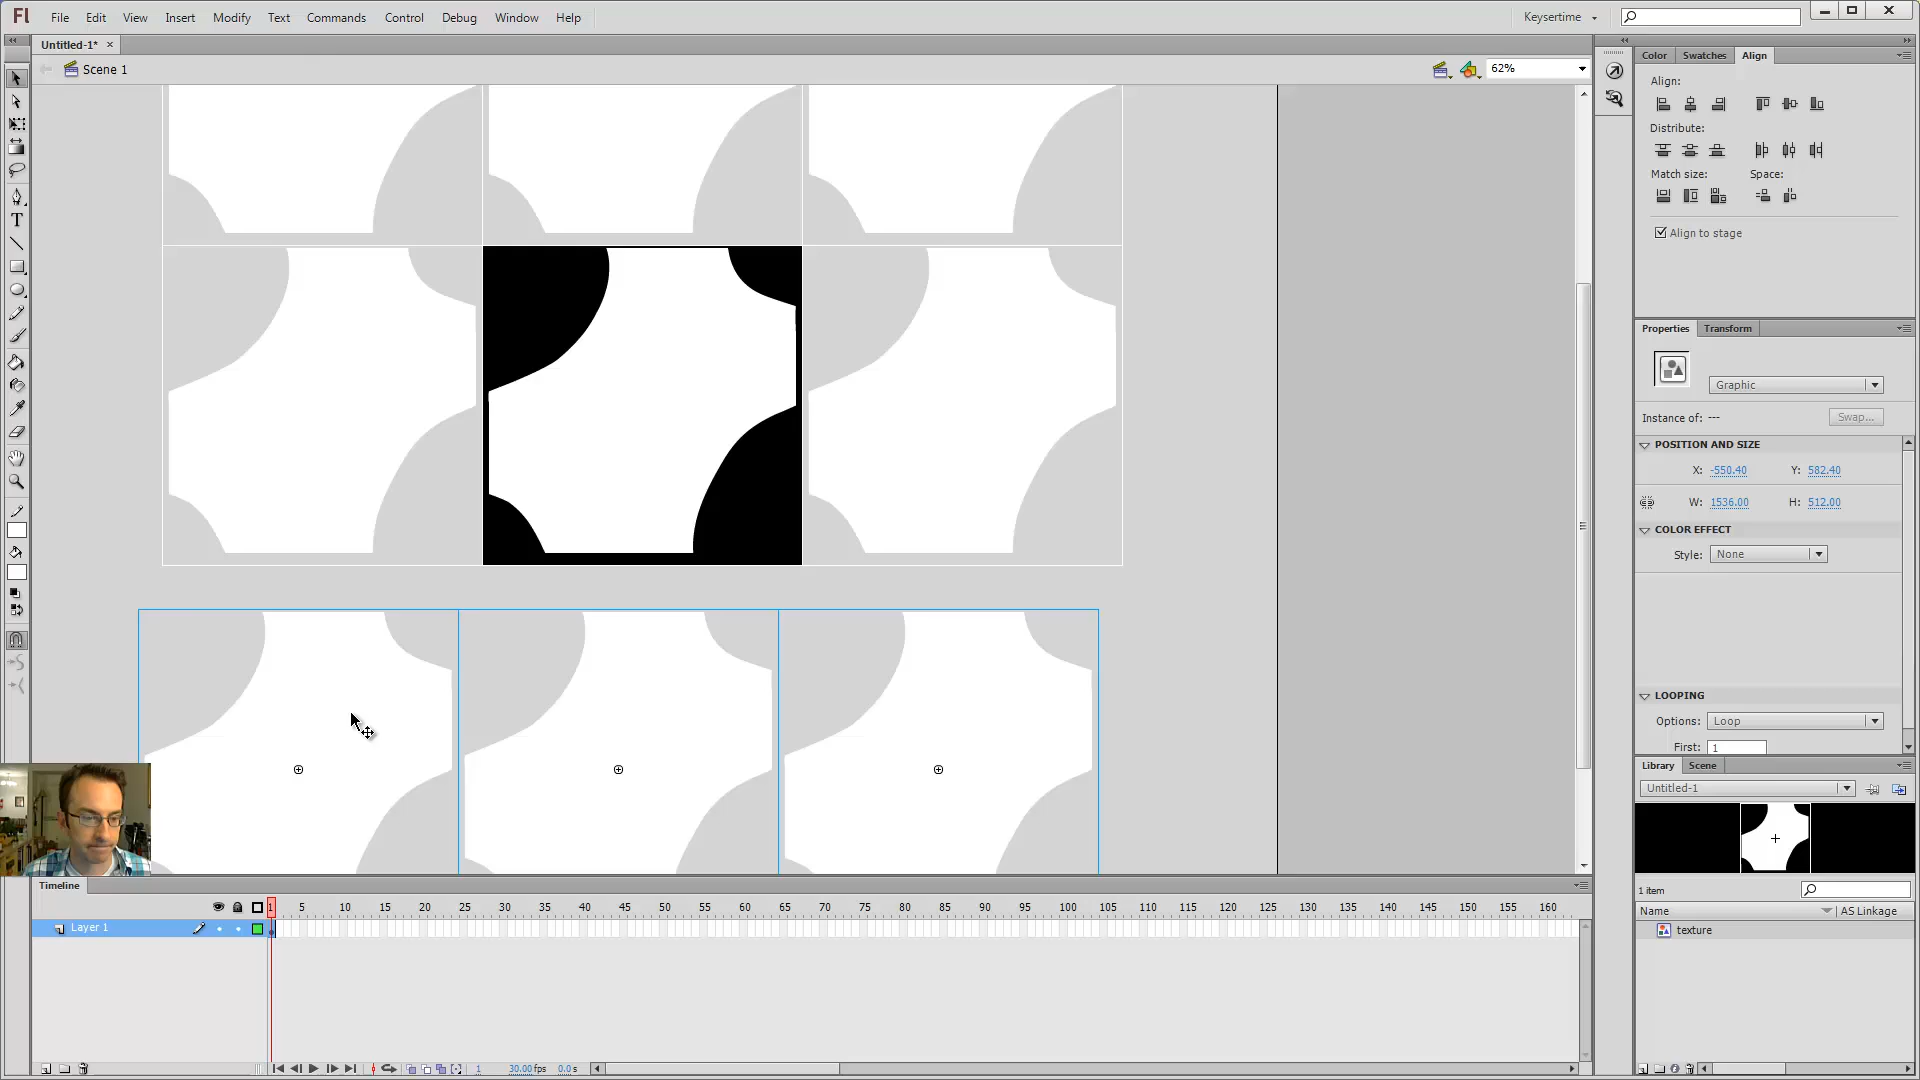 Fl File Edit View Insert Modify Text Commands Control Debug Window Help Keysertime
Untitled-1* ×
Scene 1 62%
Color Swatches Align
Align:
Distribute:
Match size: Space:
Align to stage
Properties Transform
Graphic
Instance of: --- Swap...
POSITION AND SIZE
X: -550.40 Y: 582.40
W: 1536.00 H: 512.00
COLOR EFFECT
Style: None
LOOPING
Options: Loop
First: 1
Library Scene
Untitled-1
1 item
Name AS Linkage
texture
T
Timeline
1 5 10 15 20 25 30 35 40 45 50 55 60 65 70 75 80 85 90 95 100 105 110 115 120 125 130 135 140 145 150 155 160
Layer 1
1 30.00fps 0.0s